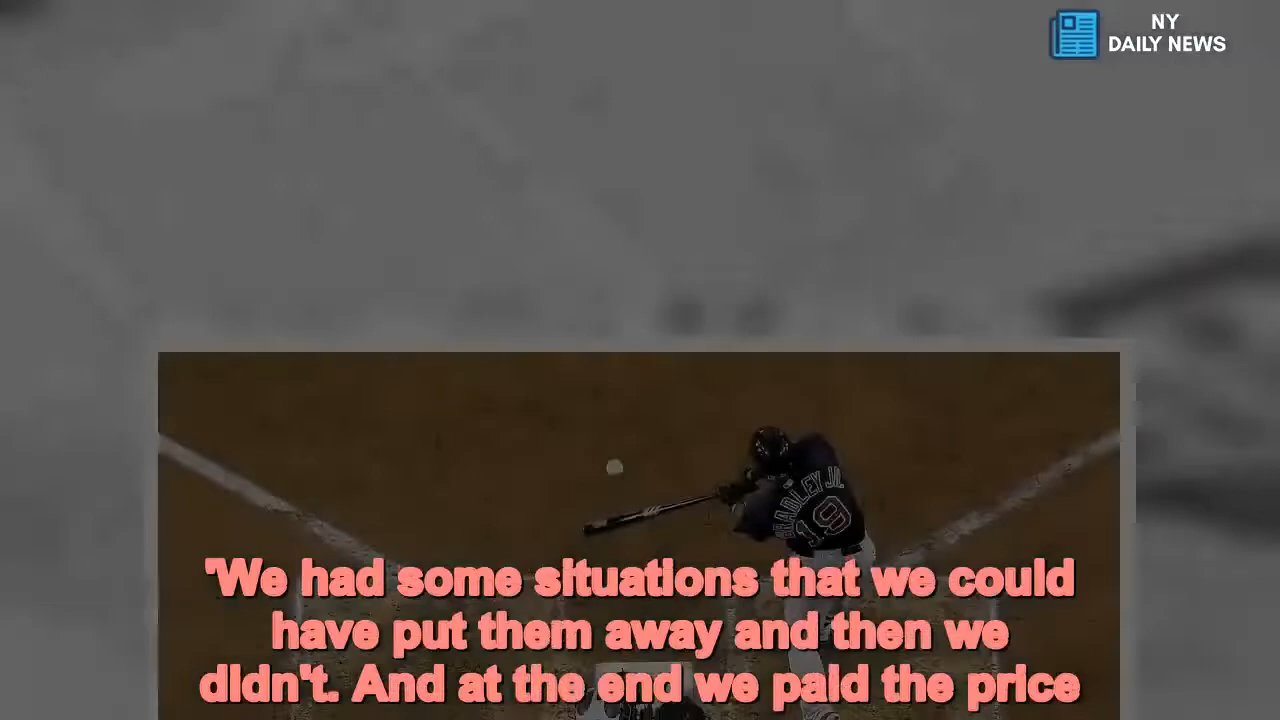 NY
DAILY NEWS
BRADLEY JR.
19
"We had some situations that we could
have put them away and then we
didn't. And at the end we paid the price